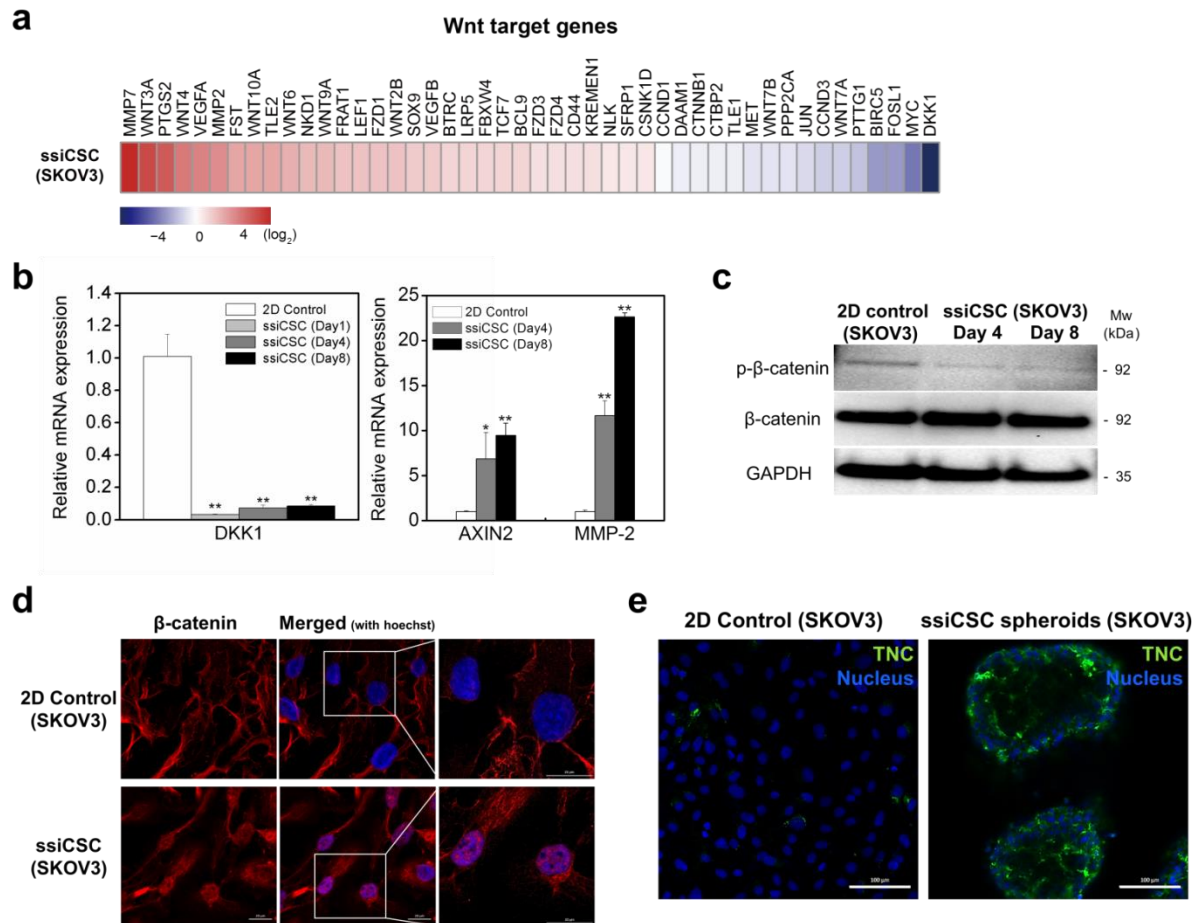 a
Wnt target genes
MMP7
WNT3A
PTGS2
WNT4
VEGFA
MMP2
FST
WNT10A
TLE2
WNT6
NKD1
WNT9A
FRAT1
LEF1
FZD1
WNT2B
SOX9
VEGFB
BTRC
LRP5
FBXW4
TCF7
BCL9
FZD3
FZD4
CD44
KREMEN1
NLK
SFRP1
CSNK1D
CCND1
DAAM1
CTNNB1
CTBP2
TLE1
MET
WNT7B
PPP2CA
JUN
CCND3
WNT7A
PTTG1
BIRC5
FOSL1
MYC
DKK1
ssiCSC
(SKOV3)
−4 0 4 (log2)
b
Relative mRNA expression
1.4
1.2
1.0
0.8
0.6
0.4
0.2
0.0
2D Control
ssiCSC (Day1)
ssiCSC (Day4)
ssiCSC (Day8)
** ** **
DKK1
Relative mRNA expression
25
20
15
10
5
0
2D Control
ssiCSC (Day4)
ssiCSC (Day8)
* ** ** **
AXIN2 MMP-2
c
2D control
(SKOV3)
ssiCSC (SKOV3)
Day 4 Day 8
Mw
(kDa)
p-β-catenin - 92
β-catenin - 92
GAPDH - 35
d
β-catenin Merged (with hoechst)
2D Control
(SKOV3)
ssiCSC
(SKOV3)
e
2D Control (SKOV3) ssiCSC spheroids (SKOV3)
TNC
Nucleus
100 μm
TNC
Nucleus
100 μm